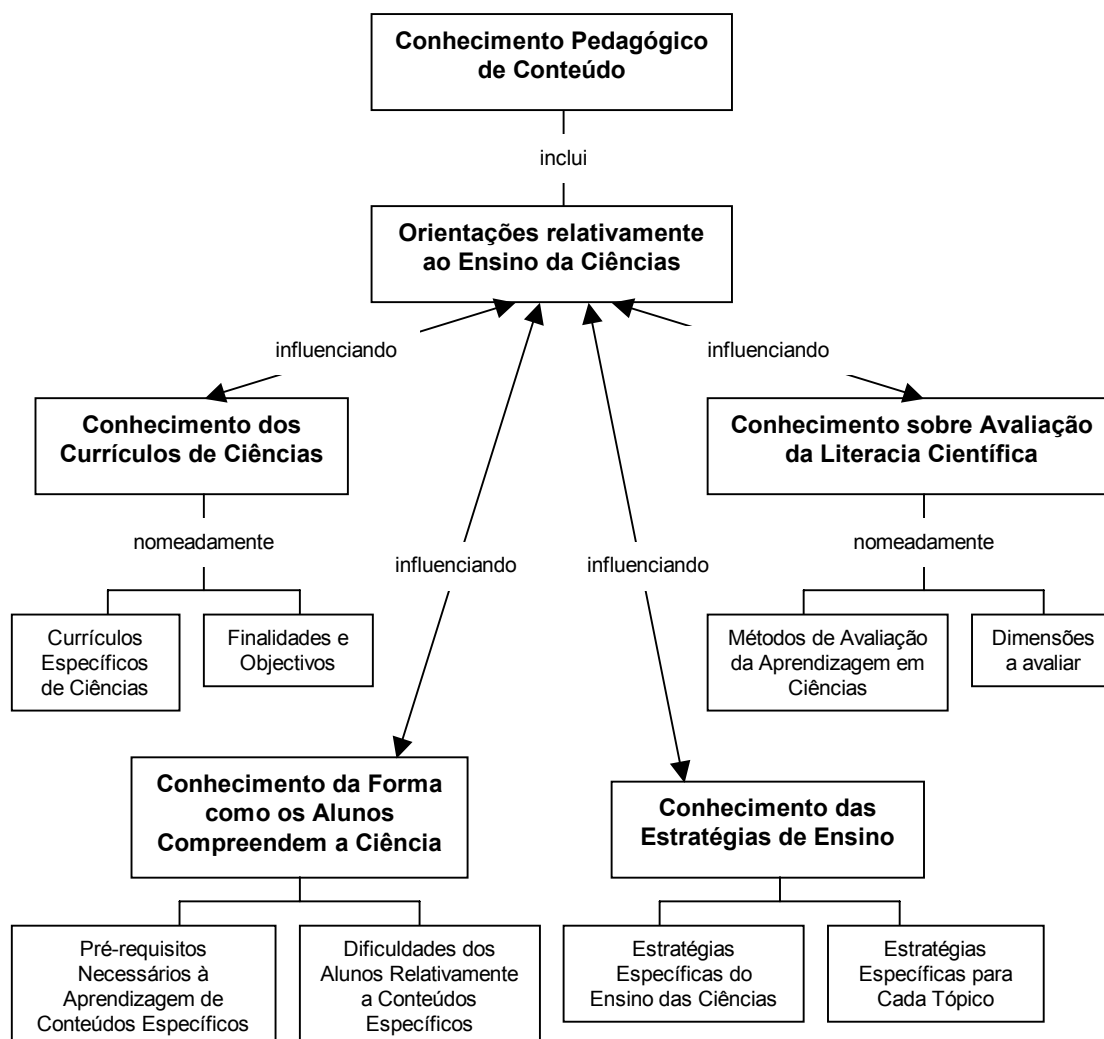 Conhecimento Pedagógico
de Conteúdo
inclui
Orientações relativamente
ao Ensino da Ciências
influenciando
influenciando
Conhecimento dos
Currículos de Ciências
Conhecimento sobre Avaliação
da Literacia Científica
nomeadamente
influenciando
influenciando
nomeadamente
Currículos
Específicos
de Ciências
Finalidades e
Objectivos
Métodos de Avaliação
da Aprendizagem em
Ciências
Dimensões
a avaliar
Conhecimento da Forma
como os Alunos
Compreendem a Ciência
Conhecimento das
Estratégias de Ensino
Pré-requisitos
Necessários à
Aprendizagem de
Conteúdos Específicos
Dificuldades dos
Alunos Relativamente
a Conteúdos
Específicos
Estratégias
Específicas do
Ensino das Ciências
Estratégias
Específicas para
Cada Tópico